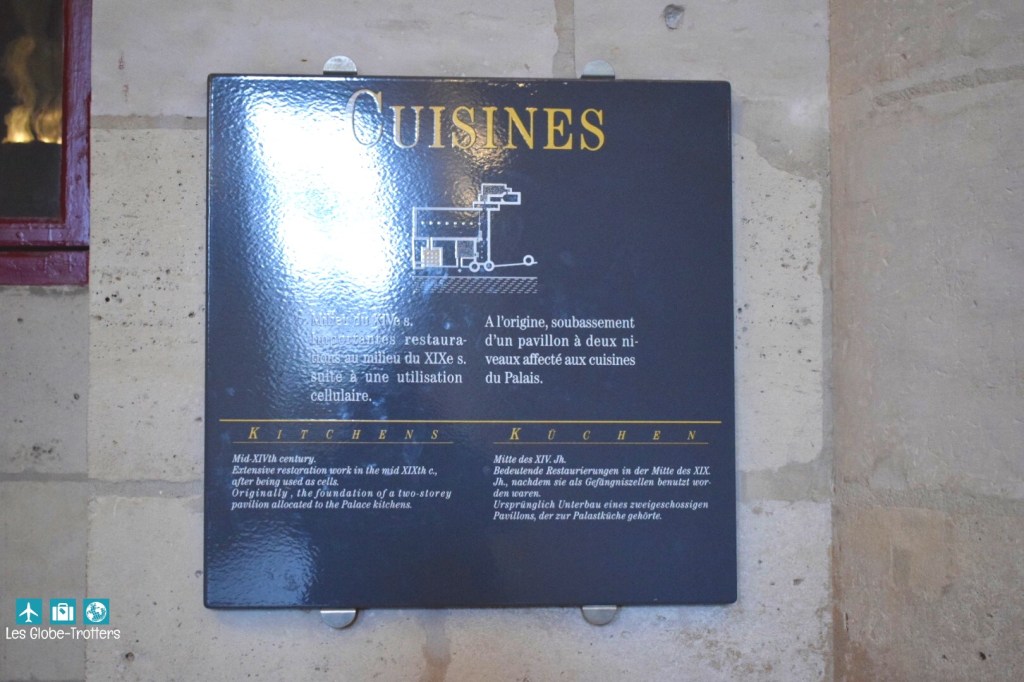 CUISINES
Milieu du XIVe s.
Importantes restaura-
tions au milieu du XIXe s.
suite à une utilisation
cellulaire.
A l'origine, soubassement
d'un pavillon à deux ni-
veaux affecté aux cuisines
du Palais.
KITCHENS
Mid-XIVth century.
Extensive restoration work in the mid XIXth c.,
after being used as cells.
Originally, the foundation of a two-storey
pavilion allocated to the Palace kitchens.
KÜCHEN
Mitte des XIV. Jh.
Bedeutende Restaurierungen in der Mitte des XIX.
Jh., nachdem sie als Gefängniszellen benutzt wor-
den waren.
Ursprünglich Unterbau eines zweigeschossigen
Pavillons, der zur Palastküche gehörte.
Les Globe-Trotters